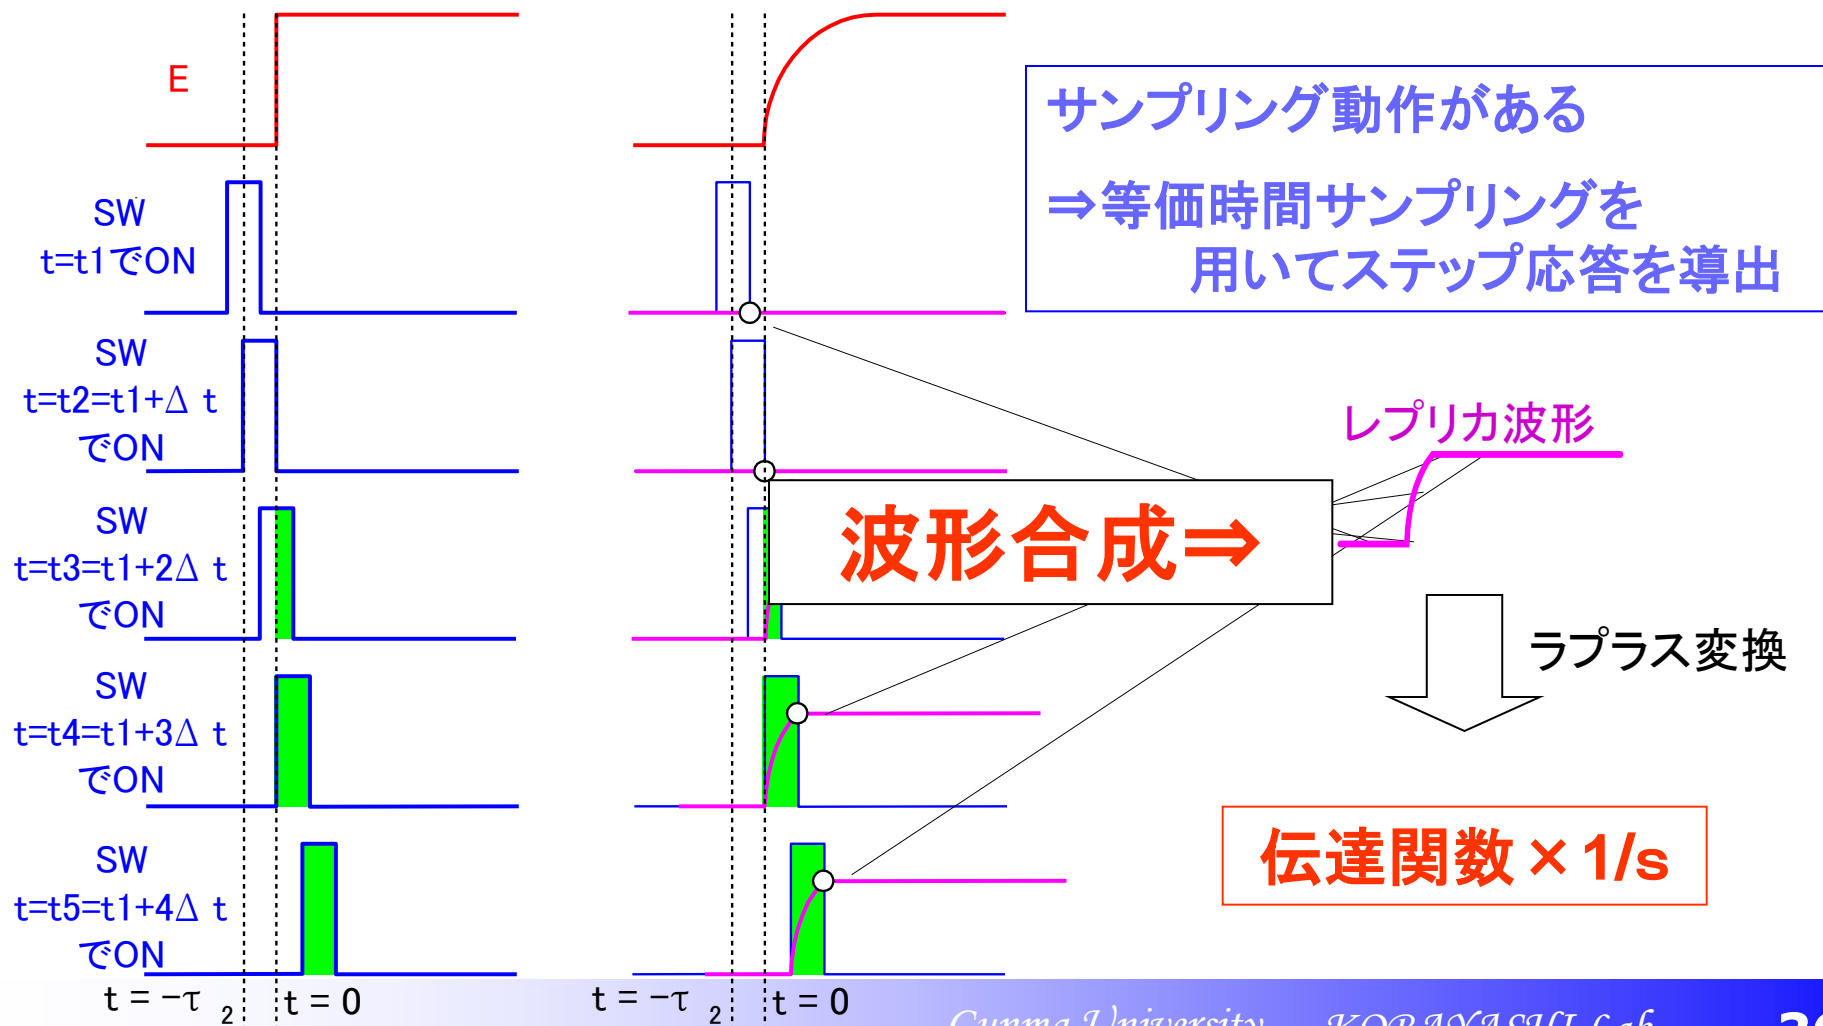 E
SW
t=t1でON
SW
t=t2=t1+Δ t
でON
SW
t=t3=t1+2Δ t
でON
SW
t=t4=t1+3Δ t
でON
SW
t=t5=t1+4Δ t
でON
t = −τ 2
t = 0
t = −τ 2
t = 0
サンプリング動作がある
⇒等価時間サンプリングを
用いてステップ応答を導出
レプリカ波形
波形合成⇒
ラプラス変換
伝達関数×1/s
Gunma University KOBAYASHI Lab